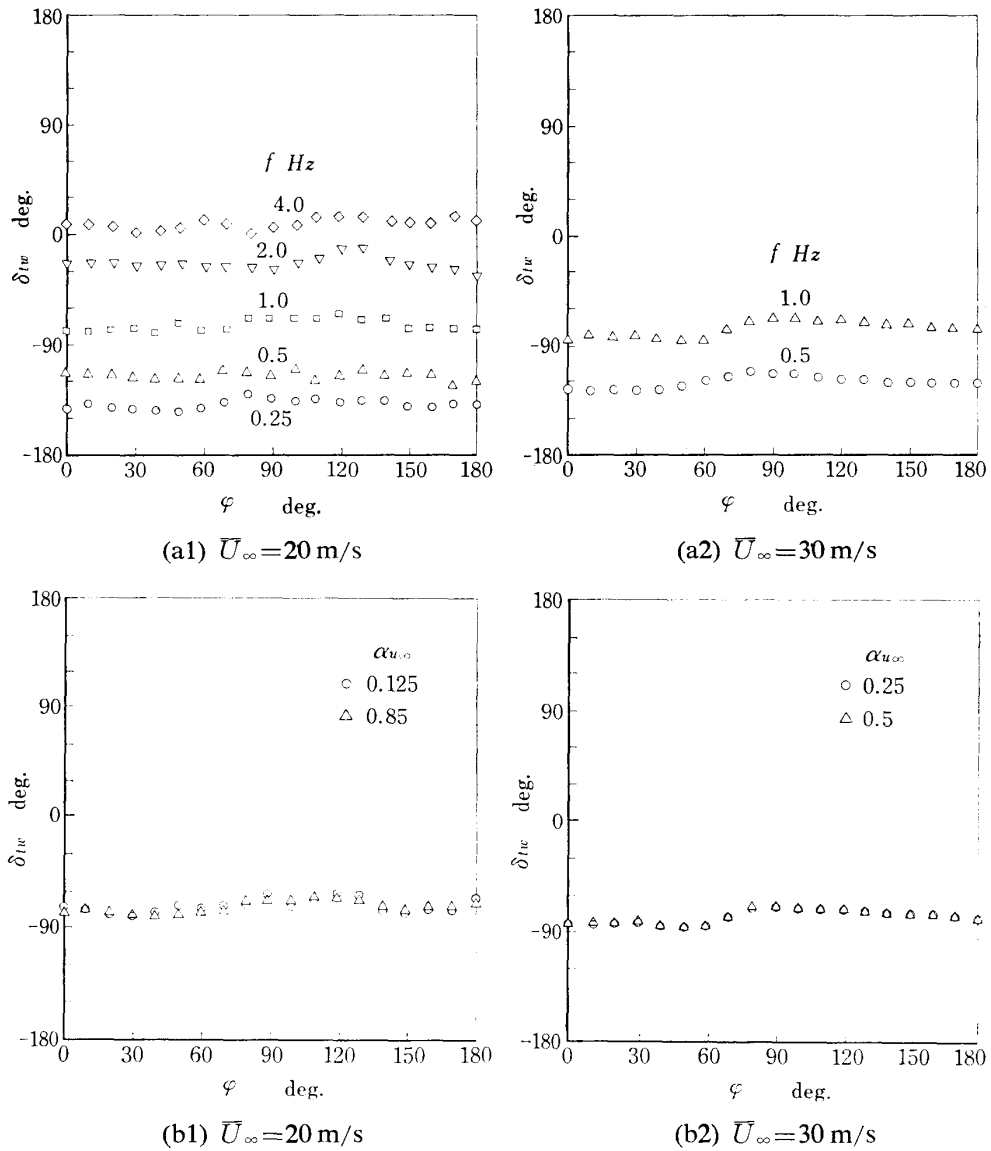 180
90
0
-90
-180
δtw deg.
f Hz
4.0
2.0
1.0
0.5
0.25
0 30 60 90 120 150 180
φ deg.
(a1) U̅∞=20 m/s
180
90
0
-90
-180
δtw deg.
f Hz
1.0
0.5
0 30 60 90 120 150 180
φ deg.
(a2) U̅∞=30 m/s
180
90
0
-90
-180
δtw deg.
αu∞
○ 0.125
△ 0.85
0 30 60 90 120 150 180
φ deg.
(b1) U̅∞=20 m/s
180
90
0
-90
-180
δtw deg.
αu∞
○ 0.25
△ 0.5
0 30 60 90 120 150 180
φ deg.
(b2) U̅∞=30 m/s